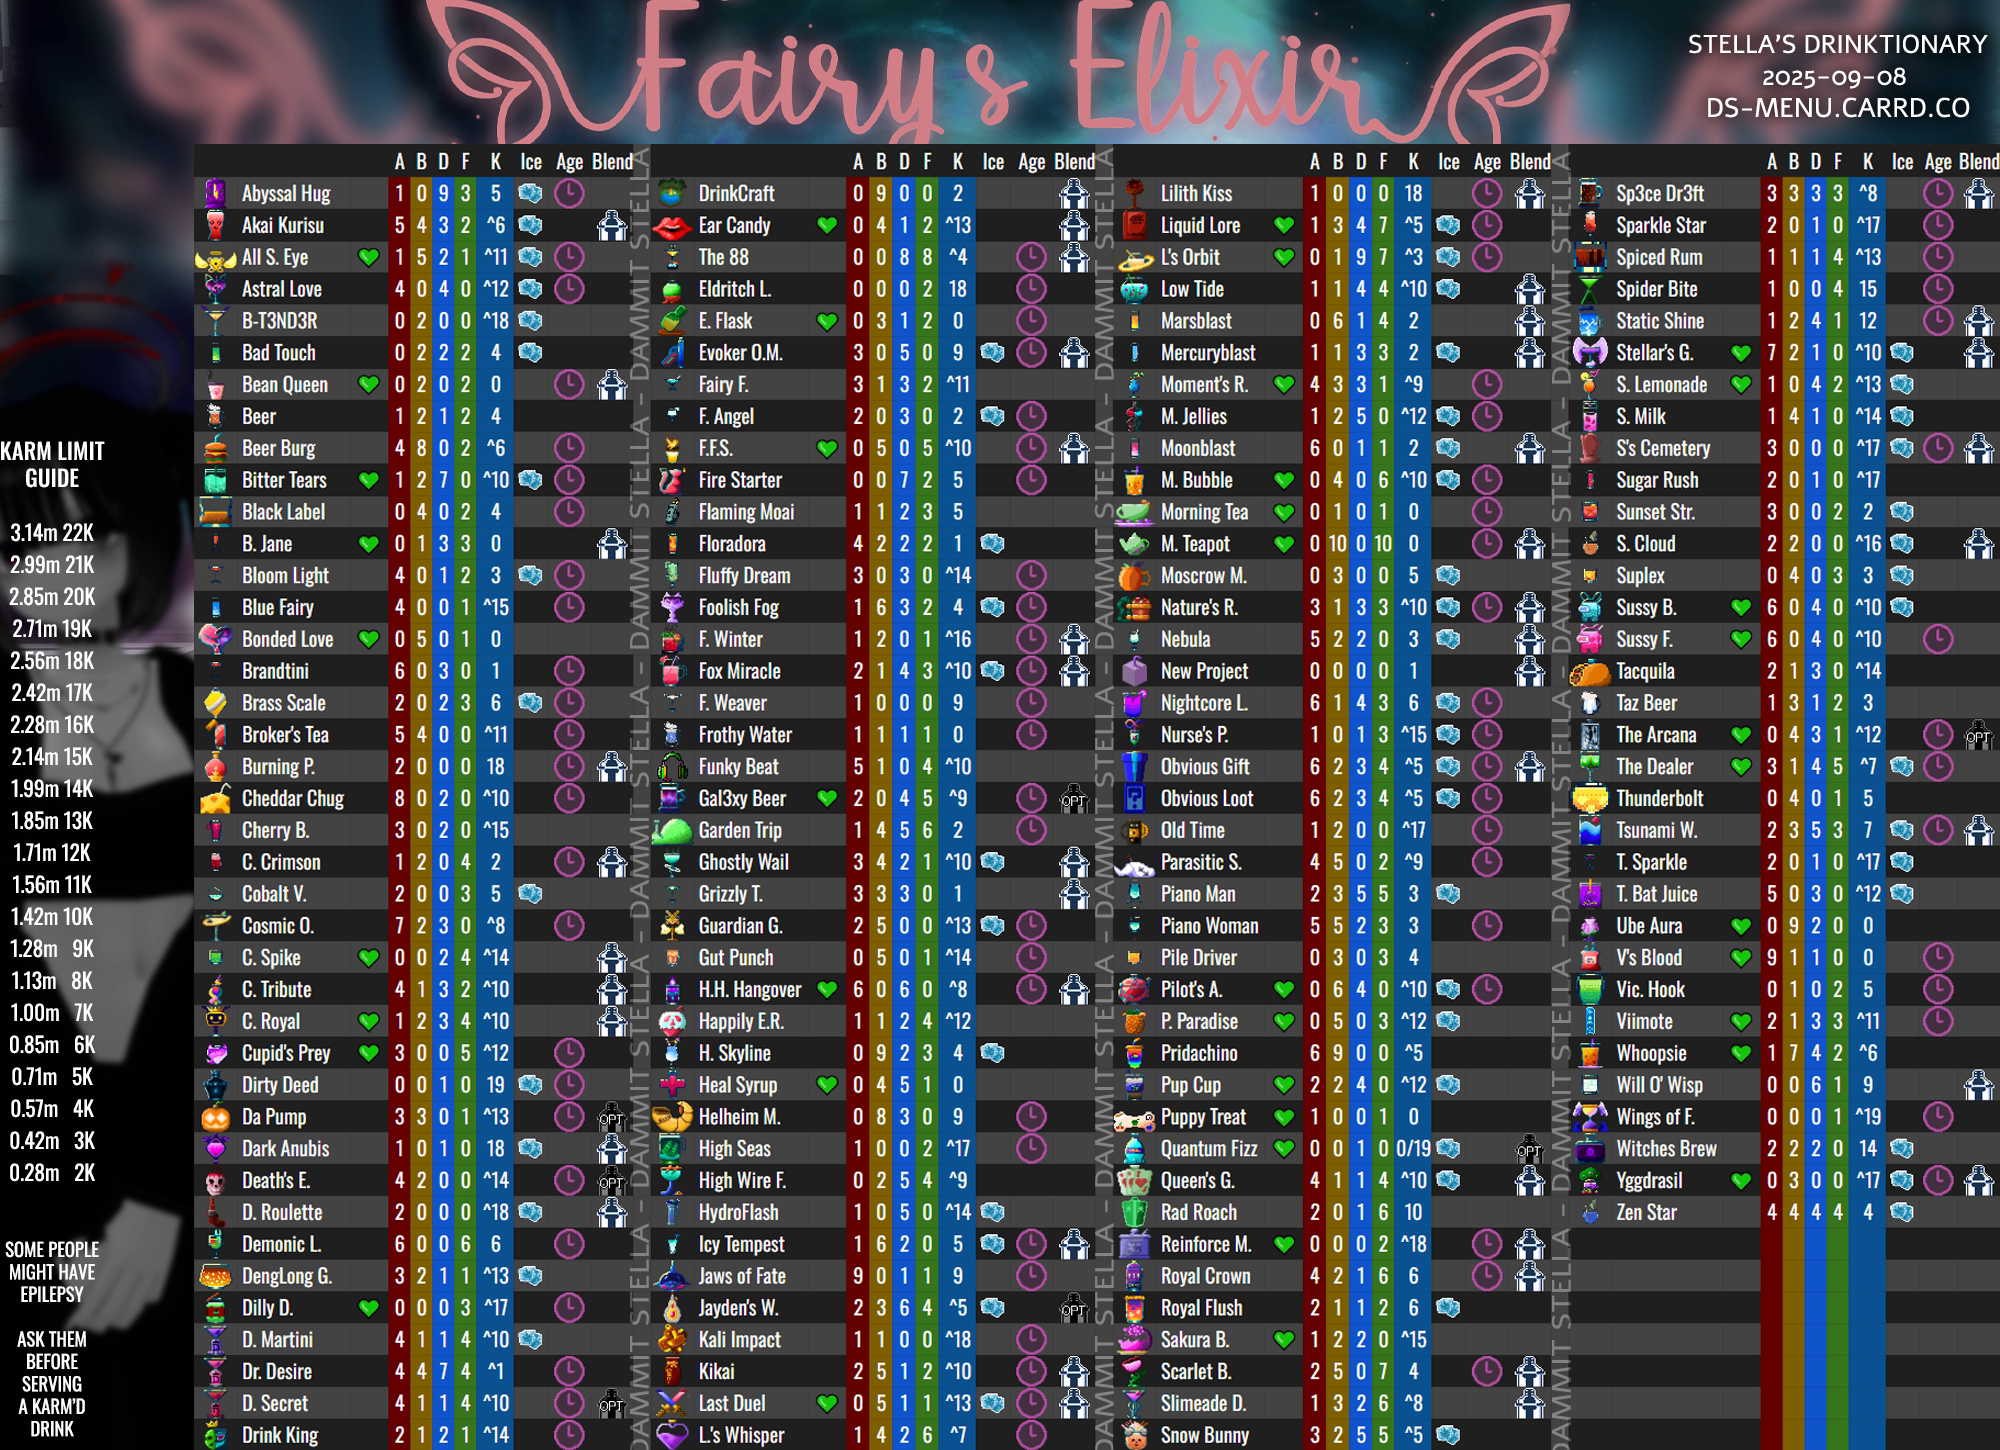 Fairy's Elixir
STELLA'S DRINKTIONARY
2025-09-08
DS-MENU.CARRD.CO
KARM LIMIT
GUIDE
3.14m 22K
2.99m 21K
2.85m 20K
2.71m 19K
2.56m 18K
2.42m 17K
2.28m 16K
2.14m 15K
1.99m 14K
1.85m 13K
1.71m 12K
1.56m 11K
1.42m 10K
1.28m 9K
1.13m 8K
1.00m 7K
0.85m 6K
0.71m 5K
0.57m 4K
0.42m 3K
0.28m 2K
SOME PEOPLE
MIGHT HAVE
EPILEPSY
ASK THEM
BEFORE
SERVING
A KARM'D
DRINK
A B D F K Ice Age Blend
Abyssal Hug 1 0 9 3 5
Akai Kurisu 5 4 3 2 ^6
All S. Eye 1 5 2 1 ^11
Astral Love 4 0 4 0 ^12
B-T3ND3R 0 2 0 0 ^18
Bad Touch 0 2 2 2 4
Bean Queen 0 2 0 2 0
Beer 1 2 1 2 4
Beer Burg 4 8 0 2 ^6
Bitter Tears 1 2 7 0 ^10
Black Label 0 4 0 2 4
B. Jane 0 1 3 3 0
Bloom Light 4 0 1 2 3
Blue Fairy 4 0 0 1 ^15
Bonded Love 0 5 0 1 0
Brandtini 6 0 3 0 1
Brass Scale 2 0 2 3 6
Broker's Tea 5 4 0 0 ^11
Burning P. 2 0 0 0 18
Cheddar Chug 8 0 2 0 ^10
Cherry B. 3 0 2 0 ^15
C. Crimson 1 2 0 4 2
Cobalt V. 2 0 0 3 5
Cosmic O. 7 2 3 0 ^8
C. Spike 0 0 2 4 ^14
C. Tribute 4 1 3 2 ^10
C. Royal 1 2 3 4 ^10
Cupid's Prey 3 0 0 5 ^12
Dirty Deed 0 0 1 0 19
Da Pump 3 3 0 1 ^13 OPT
Dark Anubis 1 0 1 0 18
Death's E. 4 2 0 0 ^14 OPT
D. Roulette 2 0 0 0 ^18
Demonic L. 6 0 0 6 6
DengLong G. 3 2 1 1 ^13
Dilly D. 0 0 0 3 ^17
D. Martini 4 1 1 4 ^10
Dr. Desire 4 4 7 4 ^1
D. Secret 4 1 1 4 ^10 OPT
Drink King 2 1 2 1 ^14
DAMMIT STELLA - DAMMIT STELLA - DAMMIT STELLA - DAMMIT STELLA
A B D F K Ice Age Blend
DrinkCraft 0 9 0 0 2
Ear Candy 0 4 1 2 ^13
The 88 0 0 8 8 ^4
Eldritch L. 0 0 0 2 18
E. Flask 0 3 1 2 0
Evoker O.M. 3 0 5 0 9
Fairy F. 3 1 3 2 ^11
F. Angel 2 0 3 0 2
F.F.S. 0 5 0 5 ^10
Fire Starter 0 0 7 2 5
Flaming Moai 1 1 2 3 5
Floradora 4 2 2 2 1
Fluffy Dream 3 0 3 0 ^14
Foolish Fog 1 6 3 2 4
F. Winter 1 2 0 1 ^16
Fox Miracle 2 1 4 3 ^10
F. Weaver 1 0 0 0 9
Frothy Water 1 1 1 1 0
Funky Beat 5 1 0 4 ^10
Gal3xy Beer 2 0 4 5 ^9 OPT
Garden Trip 1 4 5 6 2
Ghostly Wail 3 4 2 1 ^10
Grizzly T. 3 3 3 0 1
Guardian G. 2 5 0 0 ^13
Gut Punch 0 5 0 1 ^14
H.H. Hangover 6 0 6 0 ^8
Happily E.R. 1 1 2 4 ^12
H. Skyline 0 9 2 3 4
Heal Syrup 0 4 5 1 0
Helheim M. 0 8 3 0 9
High Seas 1 0 0 2 ^17
High Wire F. 0 2 5 4 ^9
HydroFlash 1 0 5 0 ^14
Icy Tempest 1 6 2 0 5
Jaws of Fate 9 0 1 1 9
Jayden's W. 2 3 6 4 ^5 OPT
Kali Impact 1 1 0 0 ^18
Kikai 2 5 1 2 ^10
Last Duel 0 5 1 1 ^13
L.'s Whisper 1 4 2 6 ^7
DAMMIT STELLA - DAMMIT STELLA - DAMMIT STELLA - DAMMIT STELLA
A B D F K Ice Age Blend
Lilith Kiss 1 0 0 0 18
Liquid Lore 1 3 4 7 ^5
L's Orbit 0 1 9 7 ^3
Low Tide 1 1 4 4 ^10
Marsblast 0 6 1 4 2
Mercuryblast 1 1 3 3 2
Moment's R. 4 3 3 1 ^9
M. Jellies 1 2 5 0 ^12
Moonblast 6 0 1 1 2
M. Bubble 0 4 0 6 ^10
Morning Tea 0 1 0 1 0
M. Teapot 0 10 0 10 0
Moscrow M. 0 3 0 0 5
Nature's R. 3 1 3 3 ^10
Nebula 5 2 2 0 3
New Project 0 0 0 0 1
Nightcore L. 6 1 4 3 6
Nurse's P. 1 0 1 3 ^15
Obvious Gift 6 2 3 4 ^5
Obvious Loot 6 2 3 4 ^5
Old Time 1 2 0 0 ^17
Parasitic S. 4 5 0 2 ^9
Piano Man 2 3 5 5 3
Piano Woman 5 5 2 3 3
Pile Driver 0 3 0 3 4
Pilot's A. 0 6 4 0 ^10
P. Paradise 0 5 0 3 ^12
Pridachino 6 9 0 0 ^5
Pup Cup 2 2 4 0 ^12
Puppy Treat 1 0 0 1 0
Quantum Fizz 0 0 1 0 0/19 OPT
Queen's G. 4 1 1 4 ^10
Rad Roach 2 0 1 6 10
Reinforce M. 0 0 0 2 ^18
Royal Crown 4 2 1 6 6
Royal Flush 2 1 1 2 6
Sakura B. 1 2 2 0 ^15
Scarlet B. 2 5 0 7 4
Slimeade D. 1 3 2 6 ^8
Snow Bunny 3 2 5 5 ^5
DAMMIT STELLA - DAMMIT STELLA - DAMMIT STELLA - DAMMIT STELLA
A B D F K Ice Age Blend
Sp3ce Dr3ft 3 3 3 3 ^8
Sparkle Star 2 0 1 0 ^17
Spiced Rum 1 1 1 4 ^13
Spider Bite 1 0 0 4 15
Static Shine 1 2 4 1 12
Stellar's G. 7 2 1 0 ^10
S. Lemonade 1 0 4 2 ^13
S. Milk 1 4 1 0 ^14
S's Cemetery 3 0 0 0 ^17
Sugar Rush 2 0 1 0 ^17
Sunset Str. 3 0 0 2 2
S. Cloud 2 2 0 0 ^16
Suplex 0 4 0 3 3
Sussy B. 6 0 4 0 ^10
Sussy F. 6 0 4 0 ^10
Tacquila 2 1 3 0 ^14
Taz Beer 1 3 1 2 3
The Arcana 0 4 3 1 ^12 OPT
The Dealer 3 1 4 5 ^7
Thunderbolt 0 4 0 1 5
Tsunami W. 2 3 5 3 7
T. Sparkle 2 0 1 0 ^17
T. Bat Juice 5 0 3 0 ^12
Ube Aura 0 9 2 0 0
V's Blood 9 1 1 0 0
Vic. Hook 0 1 0 2 5
Viimote 2 1 3 3 ^11
Whoopsie 1 7 4 2 ^6
Will O' Wisp 0 0 6 1 9
Wings of F. 0 0 0 1 ^19
Witches Brew 2 2 2 0 14
Yggdrasil 0 3 0 0 ^17
Zen Star 4 4 4 4 4